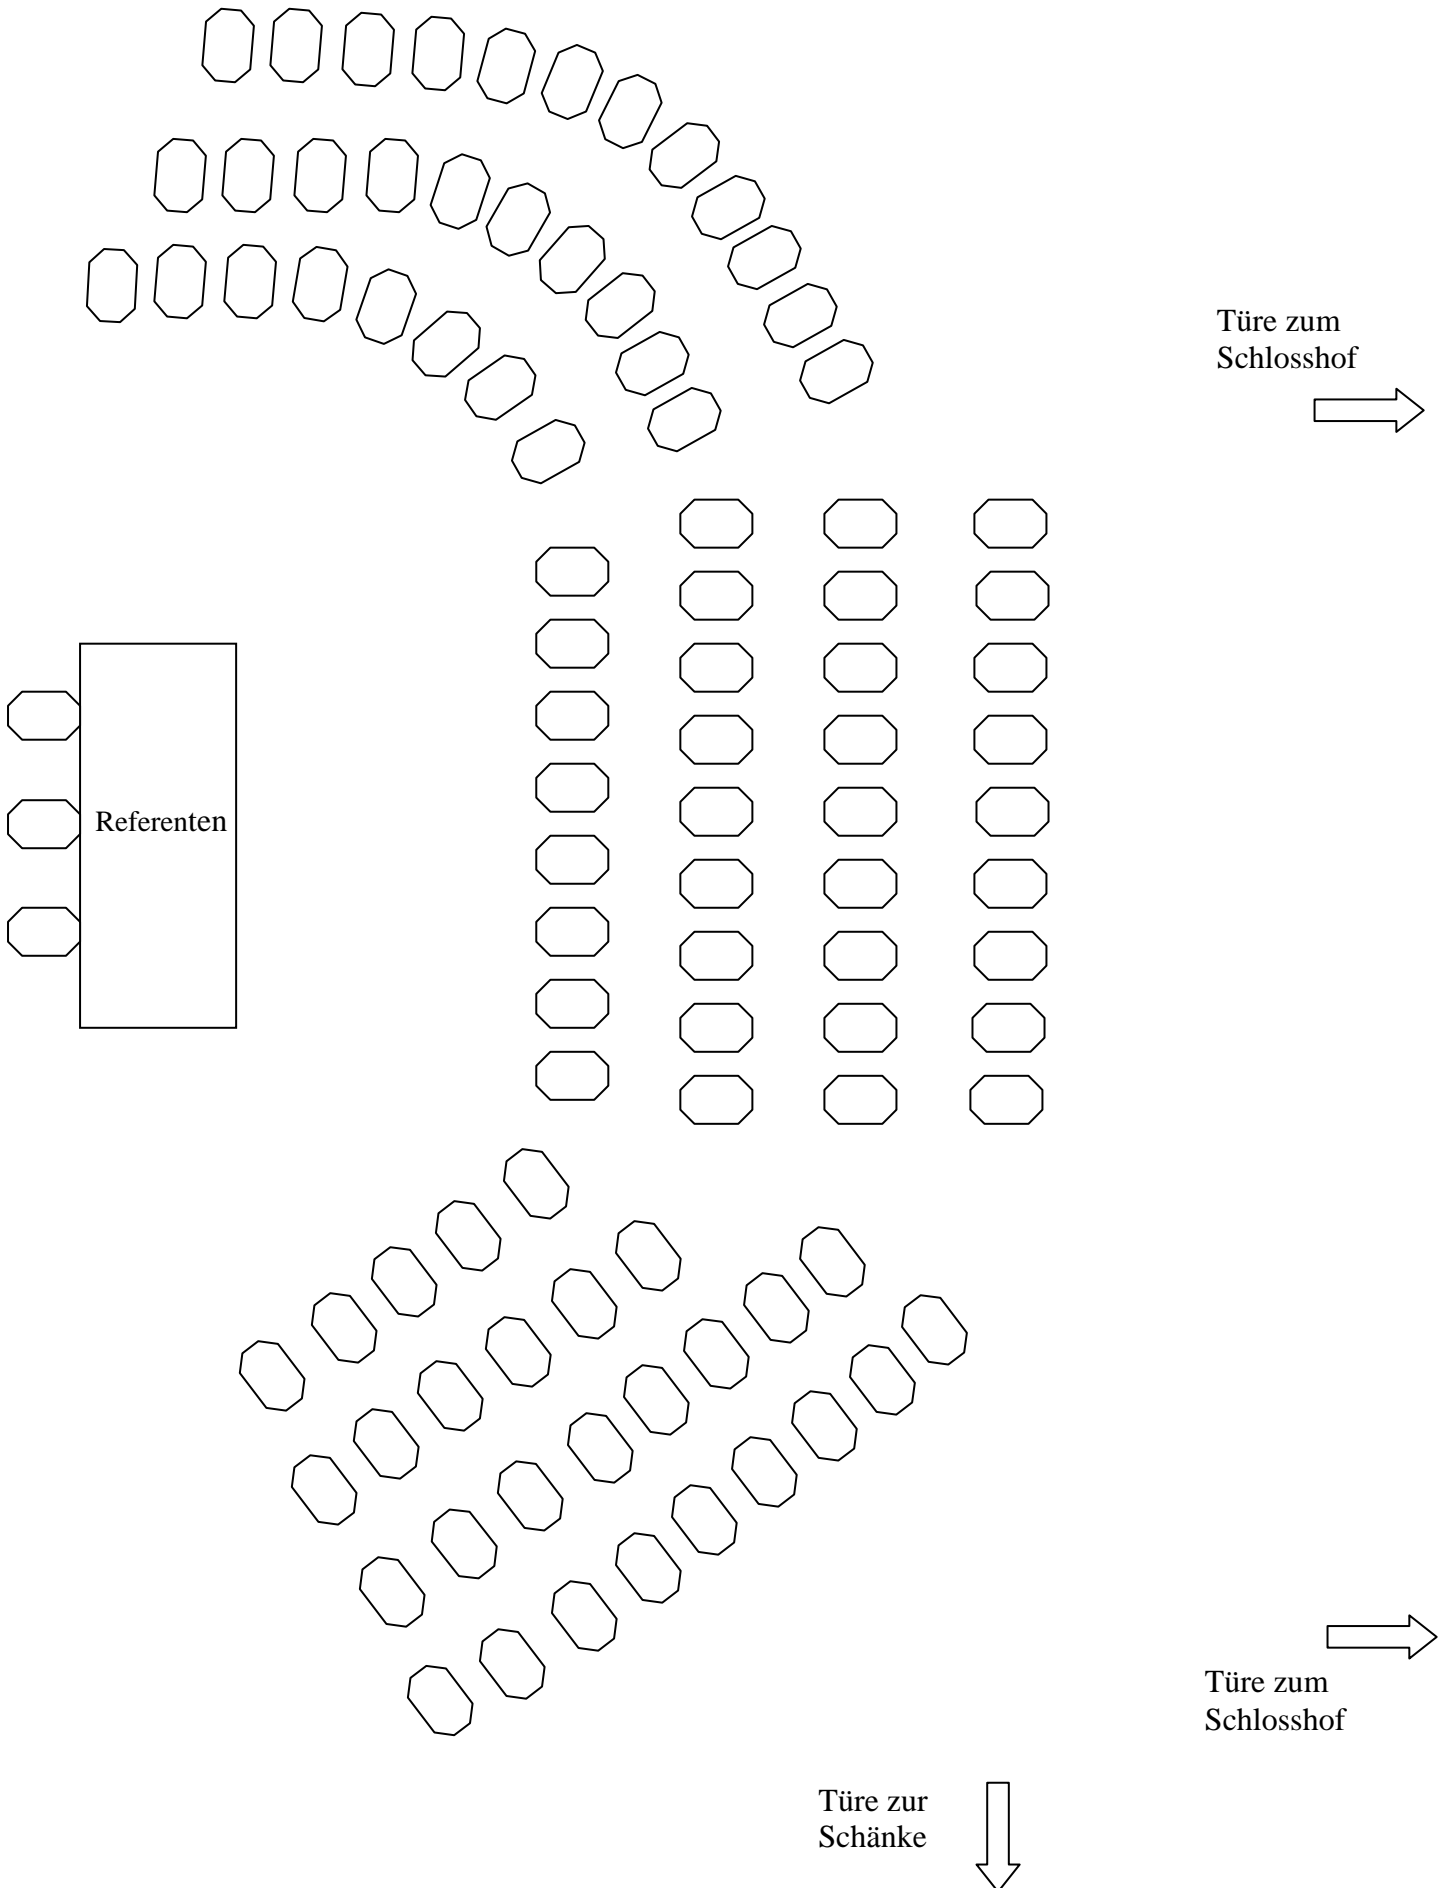 Türe zum
Schlosshof
Referenten
Türe zum
Schlosshof
Türe zur
Schänke